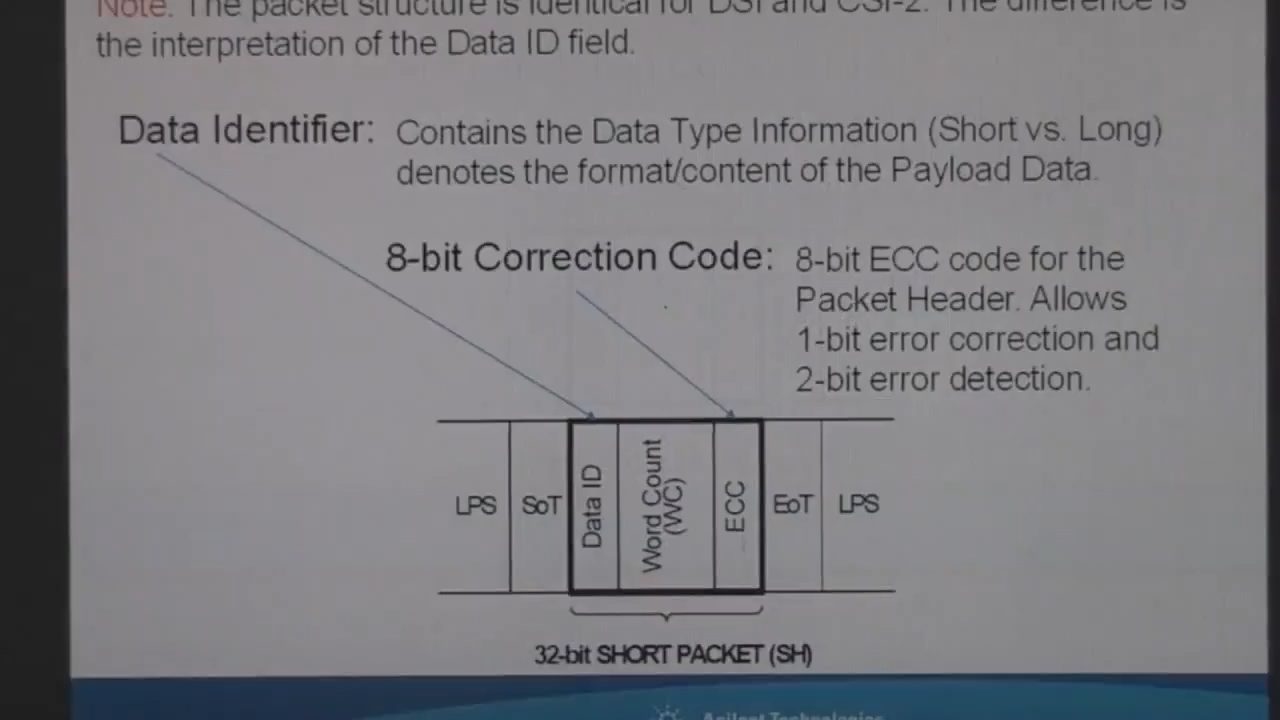 Note: The packet structure is identical for DSI and CSI-2. The difference is
the interpretation of the Data ID field.
Data Identifier: Contains the Data Type Information (Short vs. Long)
denotes the format/content of the Payload Data.
8-bit Correction Code: 8-bit ECC code for the
Packet Header. Allows
1-bit error correction and
2-bit error detection.
LPS
SoT
Data ID
Word Count
(WC)
ECC
EoT
LPS
32-bit SHORT PACKET (SH)
Agilent Technologies